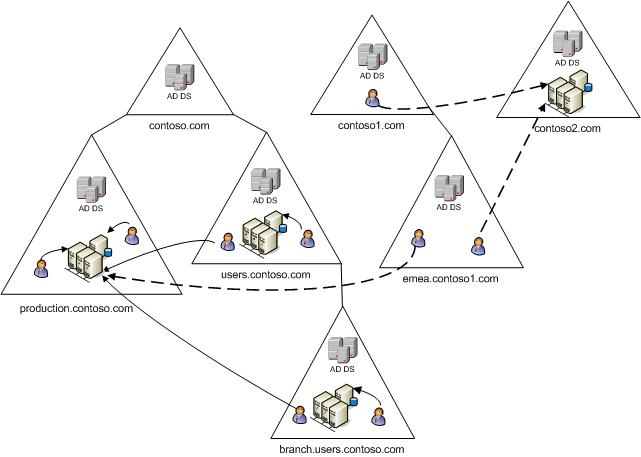 AD DS
contoso.com
AD DS
contoso1.com
AD DS
contoso2.com
AD DS
production.contoso.com
AD DS
users.contoso.com
AD DS
emea.contoso1.com
AD DS
branch.users.contoso.com